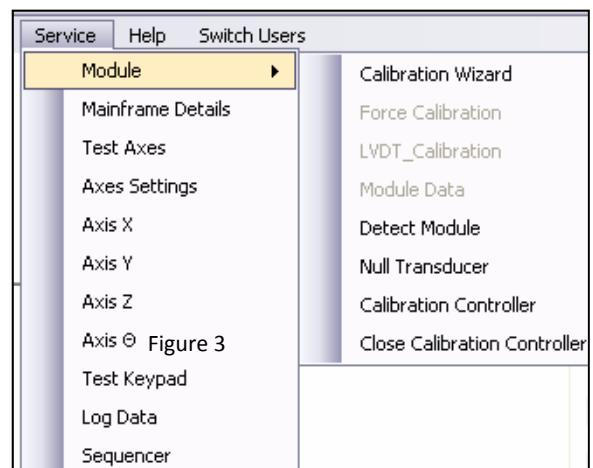 Service Help Switch Users
Module
Mainframe Details
Test Axes
Axes Settings
Axis X
Axis Y
Axis Z
Axis Θ Figure 3
Test Keypad
Log Data
Sequencer
Calibration Wizard
Force Calibration
LVDT_Calibration
Module Data
Detect Module
Null Transducer
Calibration Controller
Close Calibration Controller